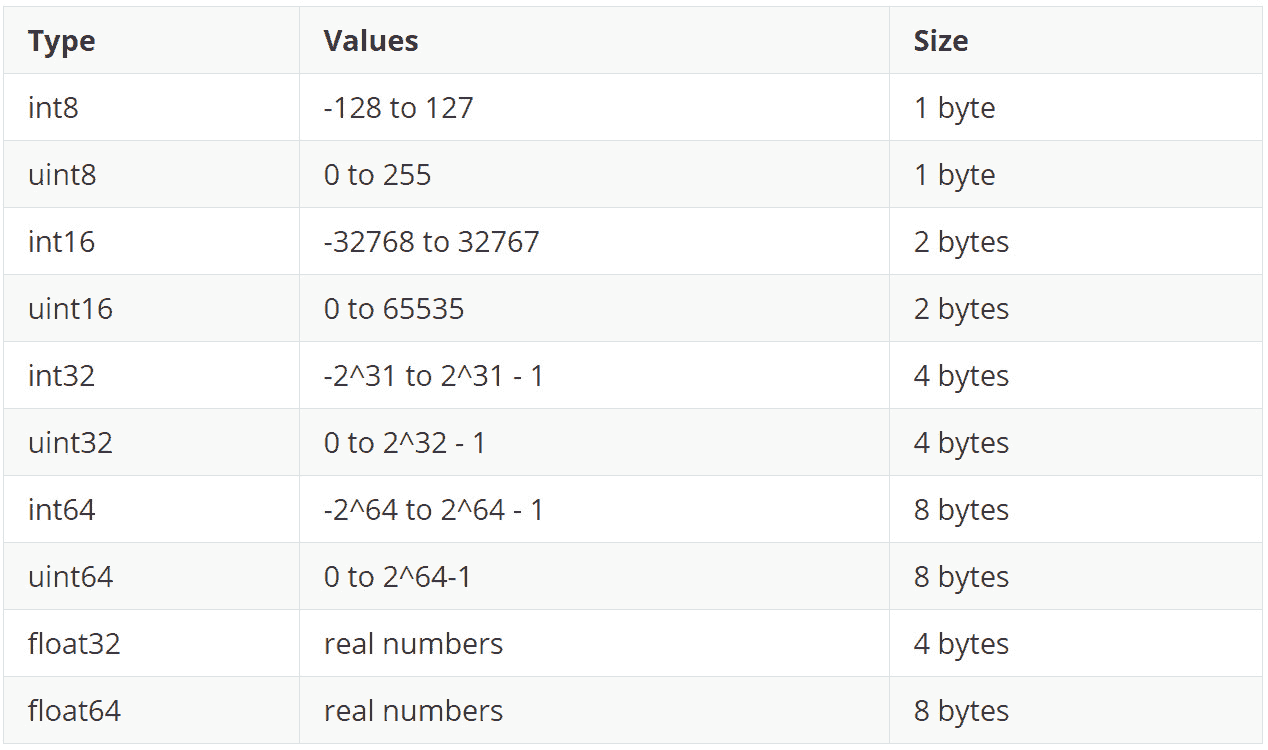 Type Values Size
int8 -128 to 127 1 byte
uint8 0 to 255 1 byte
int16 -32768 to 32767 2 bytes
uint16 0 to 65535 2 bytes
int32 -2^31 to 2^31 - 1 4 bytes
uint32 0 to 2^32 - 1 4 bytes
int64 -2^64 to 2^64 - 1 8 bytes
uint64 0 to 2^64-1 8 bytes
float32 real numbers 4 bytes
float64 real numbers 8 bytes